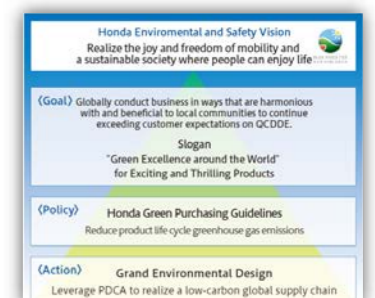 Honda Enviromental and Safety Vision
Realize the joy and freedom of mobility and
a sustainable society where people can enjoy life
〈Goal〉 Globally conduct business in ways that are harmonious
with and beneficial to local communities to continue
exceeding customer expectations on QCDDE.
Slogan
"Green Excellence around the World"
for Exciting and Thrilling Products
〈Policy〉 Honda Green Purchasing Guidelines
Reduce product life cycle greenhouse gas emissions
〈Action〉 Grand Environmental Design
Leverage PDCA to realize a low-carbon global supply chain